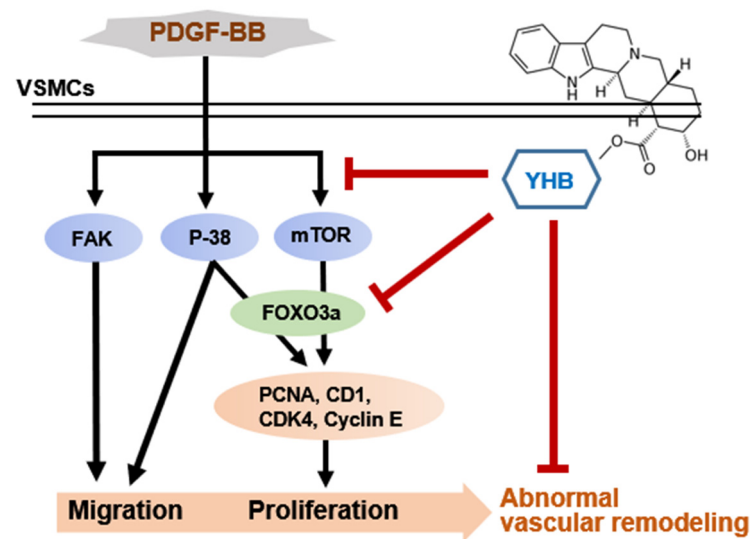 PDGF-BB
VSMCs
N
N
H
H
H
H
O
O
OH
YHB
FAK
P-38
mTOR
FOXO3a
PCNA, CD1,
CDK4, Cyclin E
Migration
Proliferation
Abnormal
vascular remodeling